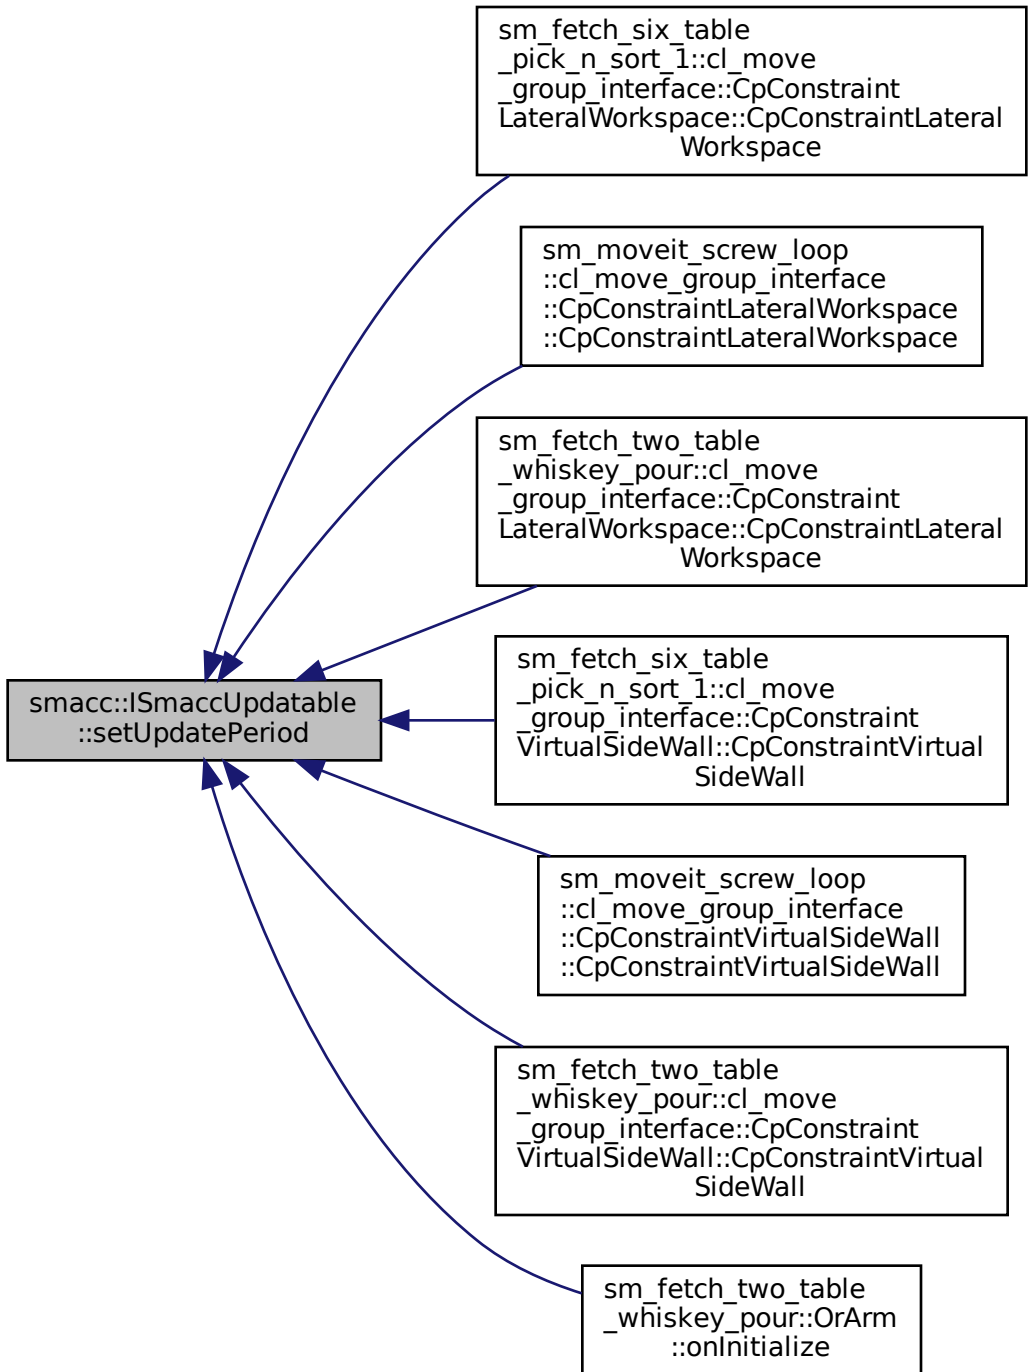 sm_fetch_six_table
_pick_n_sort_1::cl_move
_group_interface::CpConstraint
LateralWorkspace::CpConstraintLateral
Workspace
sm_moveit_screw_loop
::cl_move_group_interface
::CpConstraintLateralWorkspace
::CpConstraintLateralWorkspace
sm_fetch_two_table
_whiskey_pour::cl_move
_group_interface::CpConstraint
LateralWorkspace::CpConstraintLateral
Workspace
smacc::ISmaccUpdatable
::setUpdatePeriod
sm_fetch_six_table
_pick_n_sort_1::cl_move
_group_interface::CpConstraint
VirtualSideWall::CpConstraintVirtual
SideWall
sm_moveit_screw_loop
::cl_move_group_interface
::CpConstraintVirtualSideWall
::CpConstraintVirtualSideWall
sm_fetch_two_table
_whiskey_pour::cl_move
_group_interface::CpConstraint
VirtualSideWall::CpConstraintVirtual
SideWall
sm_fetch_two_table
_whiskey_pour::OrArm
::onInitialize